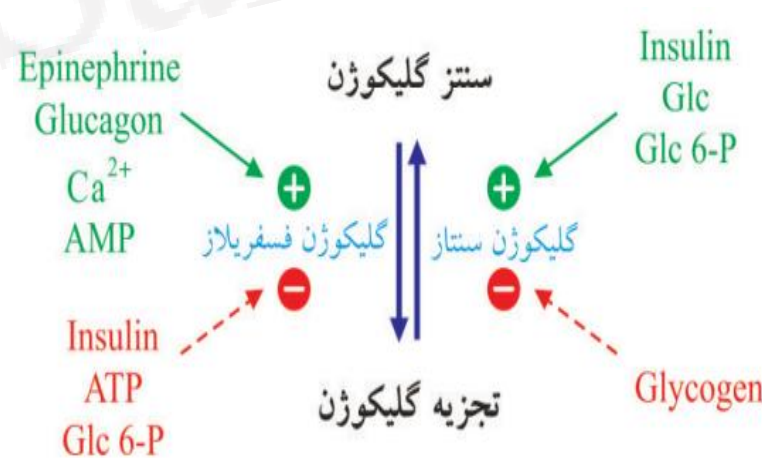 Epinephrine
Glucagon
Ca²⁺
AMP
سنتز گلیکوژن
Insulin
Glc
Glc 6-P
+
+
گلیکوژن فسفریلاز
گلیکوژن سنتاز
−
−
Insulin
ATP
Glc 6-P
تجزیه گلیکوژن
Glycogen